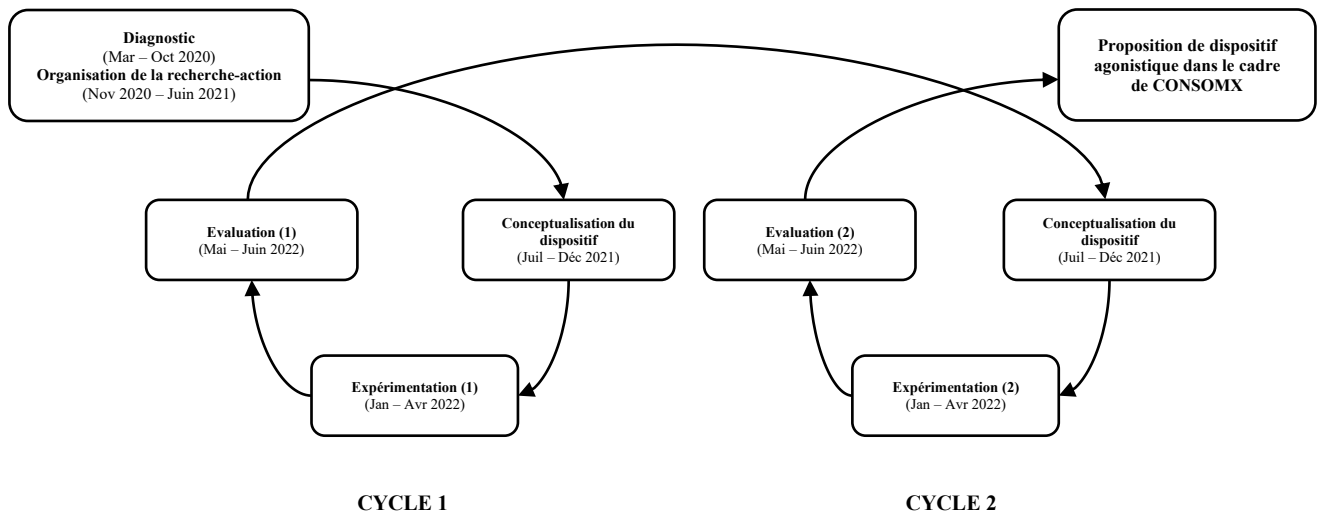 Diagnostic
(Mar – Oct 2020)
Organisation de la recherche-action
(Nov 2020 – Juin 2021)
Proposition de dispositif
agonistique dans le cadre
de CONSOMX
Evaluation (1)
(Mai – Juin 2022)
Conceptualisation du
dispositif
(Juil – Déc 2021)
Evaluation (2)
(Mai – Juin 2022)
Conceptualisation du
dispositif
(Juil – Déc 2021)
Expérimentation (1)
(Jan – Avr 2022)
Expérimentation (2)
(Jan – Avr 2022)
CYCLE 1
CYCLE 2